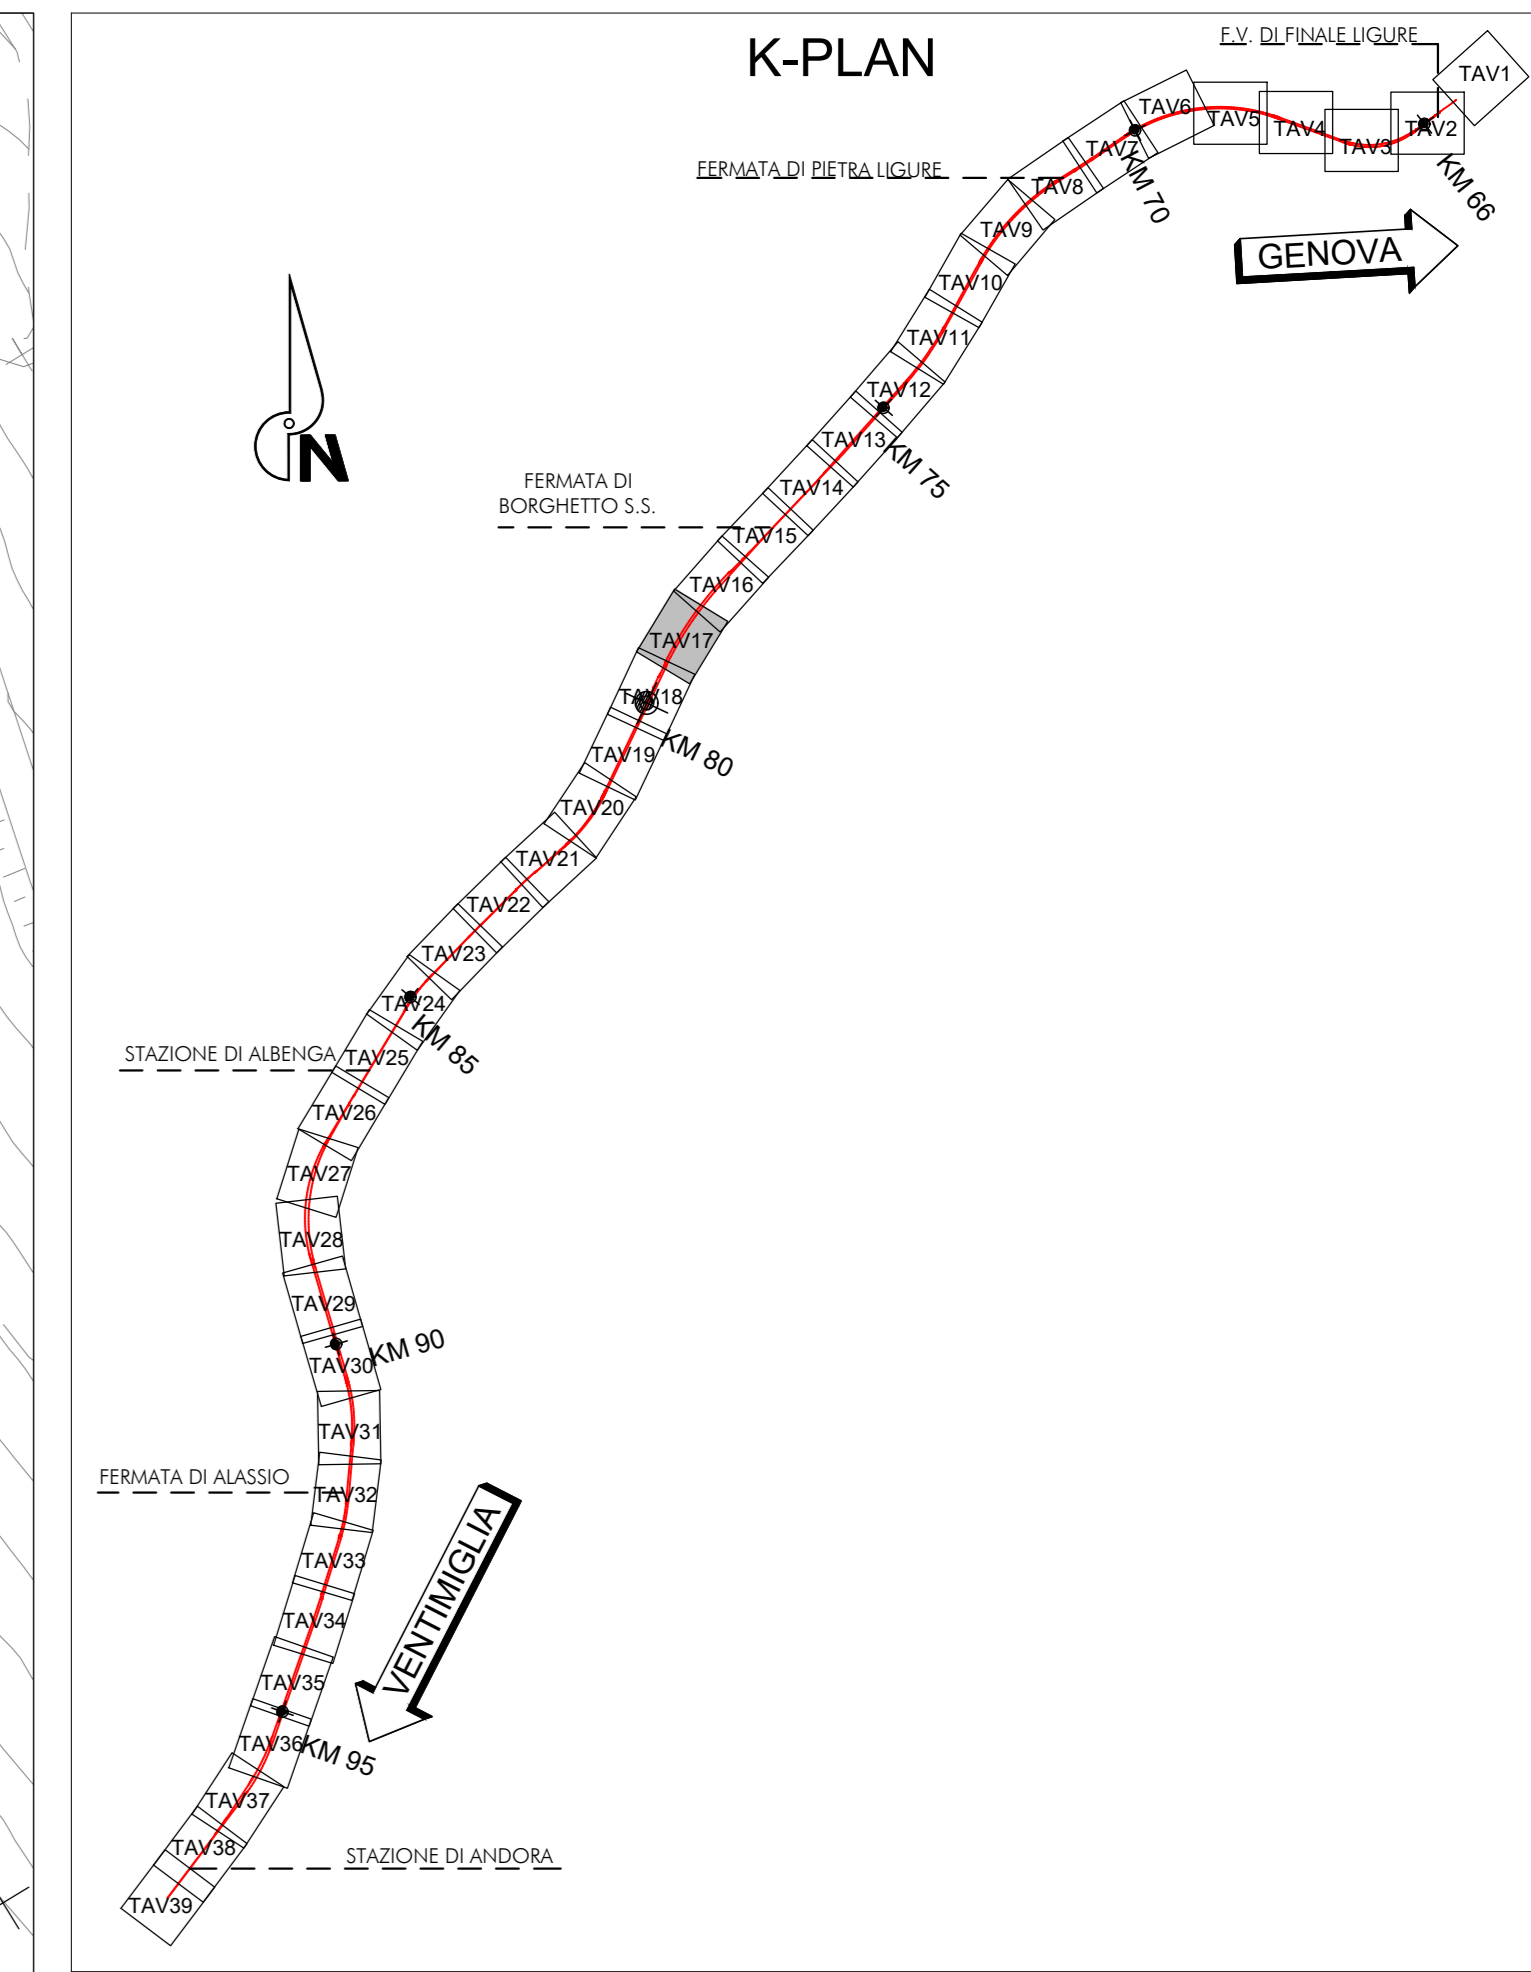 K-PLAN
F.V. DI FINALE LIGURE
TAV1
TAV2
TAV3
TAV4
TAV5
TAV6
TAV7
KM 66
KM 70
FERMATA DI PIETRA LIGURE
TAV8
TAV9
GENOVA
TAV10
TAV11
TAV12
TAV13
KM 75
N
FERMATA DI
BORGHETTO S.S.
TAV14
TAV15
TAV16
TAV17
TAV18
KM 80
TAV19
TAV20
TAV21
TAV22
TAV23
TAV24
KM 85
STAZIONE DI ALBENGA
TAV25
TAV26
TAV27
TAV28
TAV29
KM 90
TAV30
TAV31
FERMATA DI ALASSIO
TAV32
VENTIMIGLIA
TAV33
TAV34
TAV35
TAV36
KM 95
TAV37
TAV38
STAZIONE DI ANDORA
TAV39